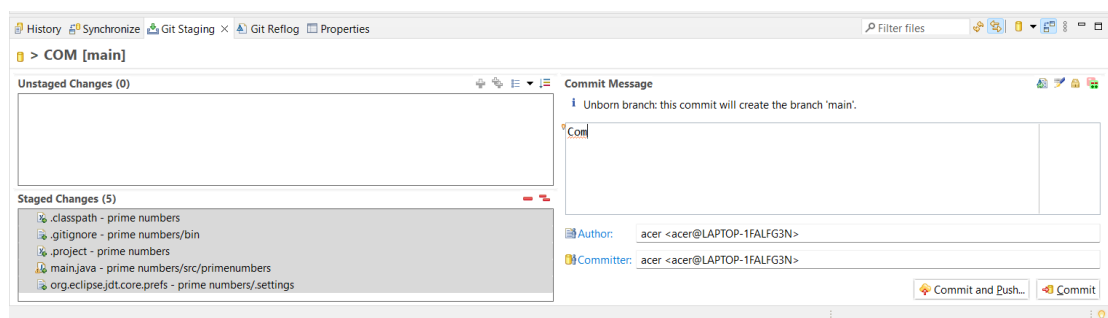 History Synchronize Git Staging Git Reflog Properties Filter files
> COM [main]
Unstaged Changes (0)
Staged Changes (5)
.classpath - prime numbers
.gitignore - prime numbers/bin
.project - prime numbers
main.java - prime numbers/src/primenumbers
org.eclipse.jdt.core.prefs - prime numbers/.settings
Commit Message
Unborn branch: this commit will create the branch 'main'.
Com
Author: acer <acer@LAPTOP-1FALFG3N>
Committer: acer <acer@LAPTOP-1FALFG3N>
Commit and Push... Commit